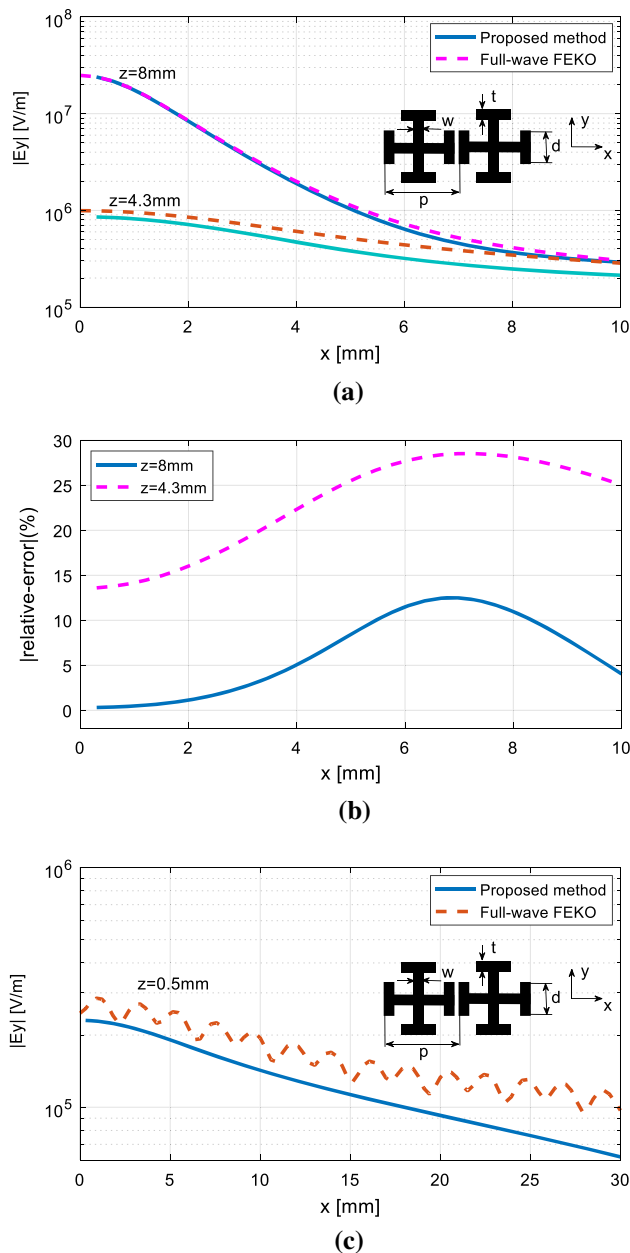 10^8
10^7
10^6
10^5
|Ey| [V/m]
z=8mm
z=4.3mm
Proposed method
Full-wave FEKO
t
w
d
p
y
x
0 2 4 6 8 10
x [mm]
(a)
30
25
20
15
10
5
0
|relative-error|(%)
z=8mm
z=4.3mm
0 2 4 6 8 10
x [mm]
(b)
10^6
10^5
|Ey| [V/m]
z=0.5mm
Proposed method
Full-wave FEKO
t
w
d
p
y
x
0 5 10 15 20 25 30
x [mm]
(c)